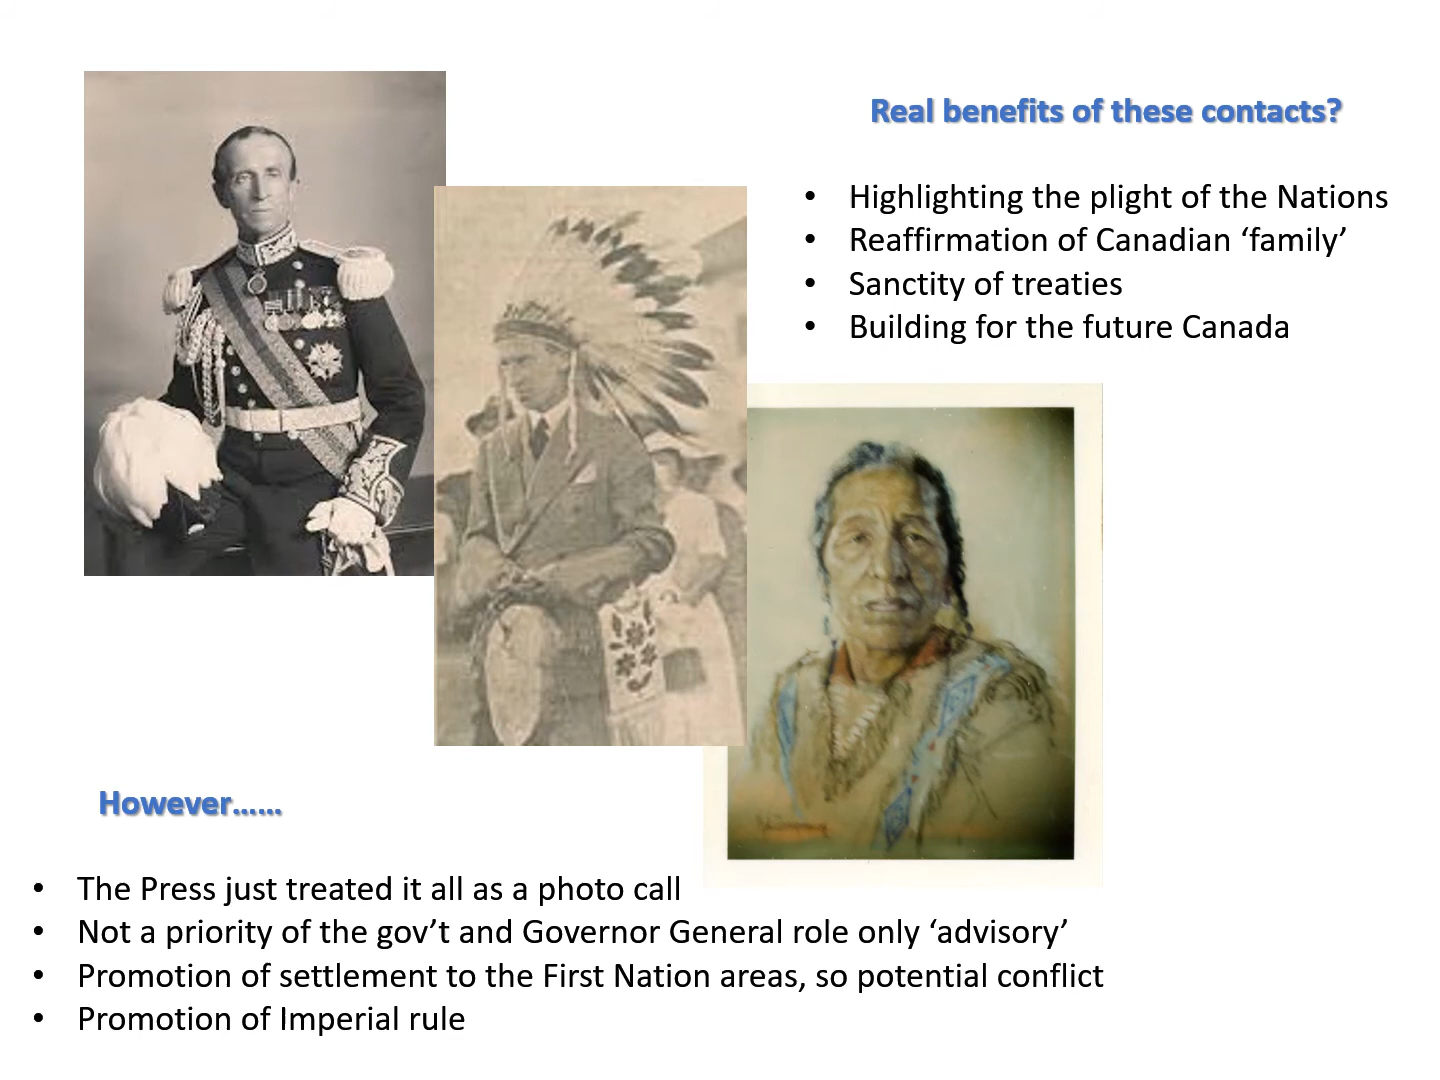 Real benefits of these contacts?
• Highlighting the plight of the Nations
• Reaffirmation of Canadian ‘family’
• Sanctity of treaties
• Building for the future Canada
However......
• The Press just treated it all as a photo call
• Not a priority of the gov’t and Governor General role only ‘advisory’
• Promotion of settlement to the First Nation areas, so potential conflict
• Promotion of Imperial rule